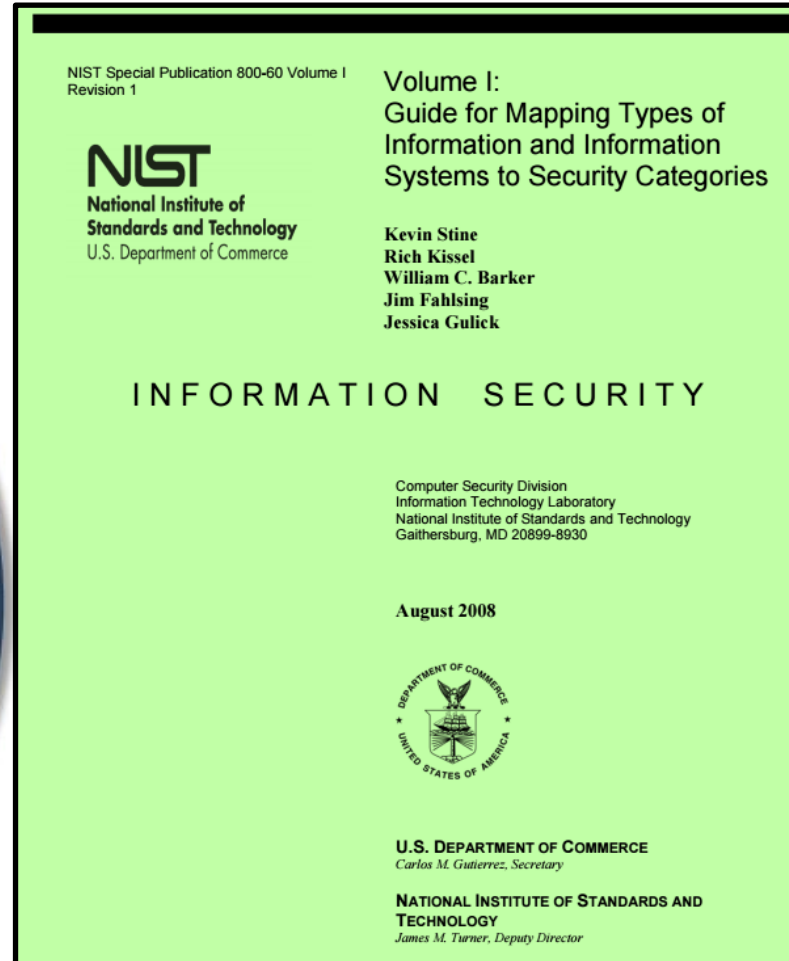 NIST Special Publication 800-60 Volume I
Revision 1
Volume I:
Guide for Mapping Types of
Information and Information
Systems to Security Categories
NIST
National Institute of
Standards and Technology
U.S. Department of Commerce
Kevin Stine
Rich Kissel
William C. Barker
Jim Fahlsing
Jessica Gulick
INFORMATION SECURITY
Computer Security Division
Information Technology Laboratory
National Institute of Standards and Technology
Gaithersburg, MD 20899-8930
August 2008
DEPARTMENT OF COMMERCE
UNITED STATES OF AMERICA
U.S. DEPARTMENT OF COMMERCE
Carlos M. Gutierrez, Secretary
NATIONAL INSTITUTE OF STANDARDS AND
TECHNOLOGY
James M. Turner, Deputy Director